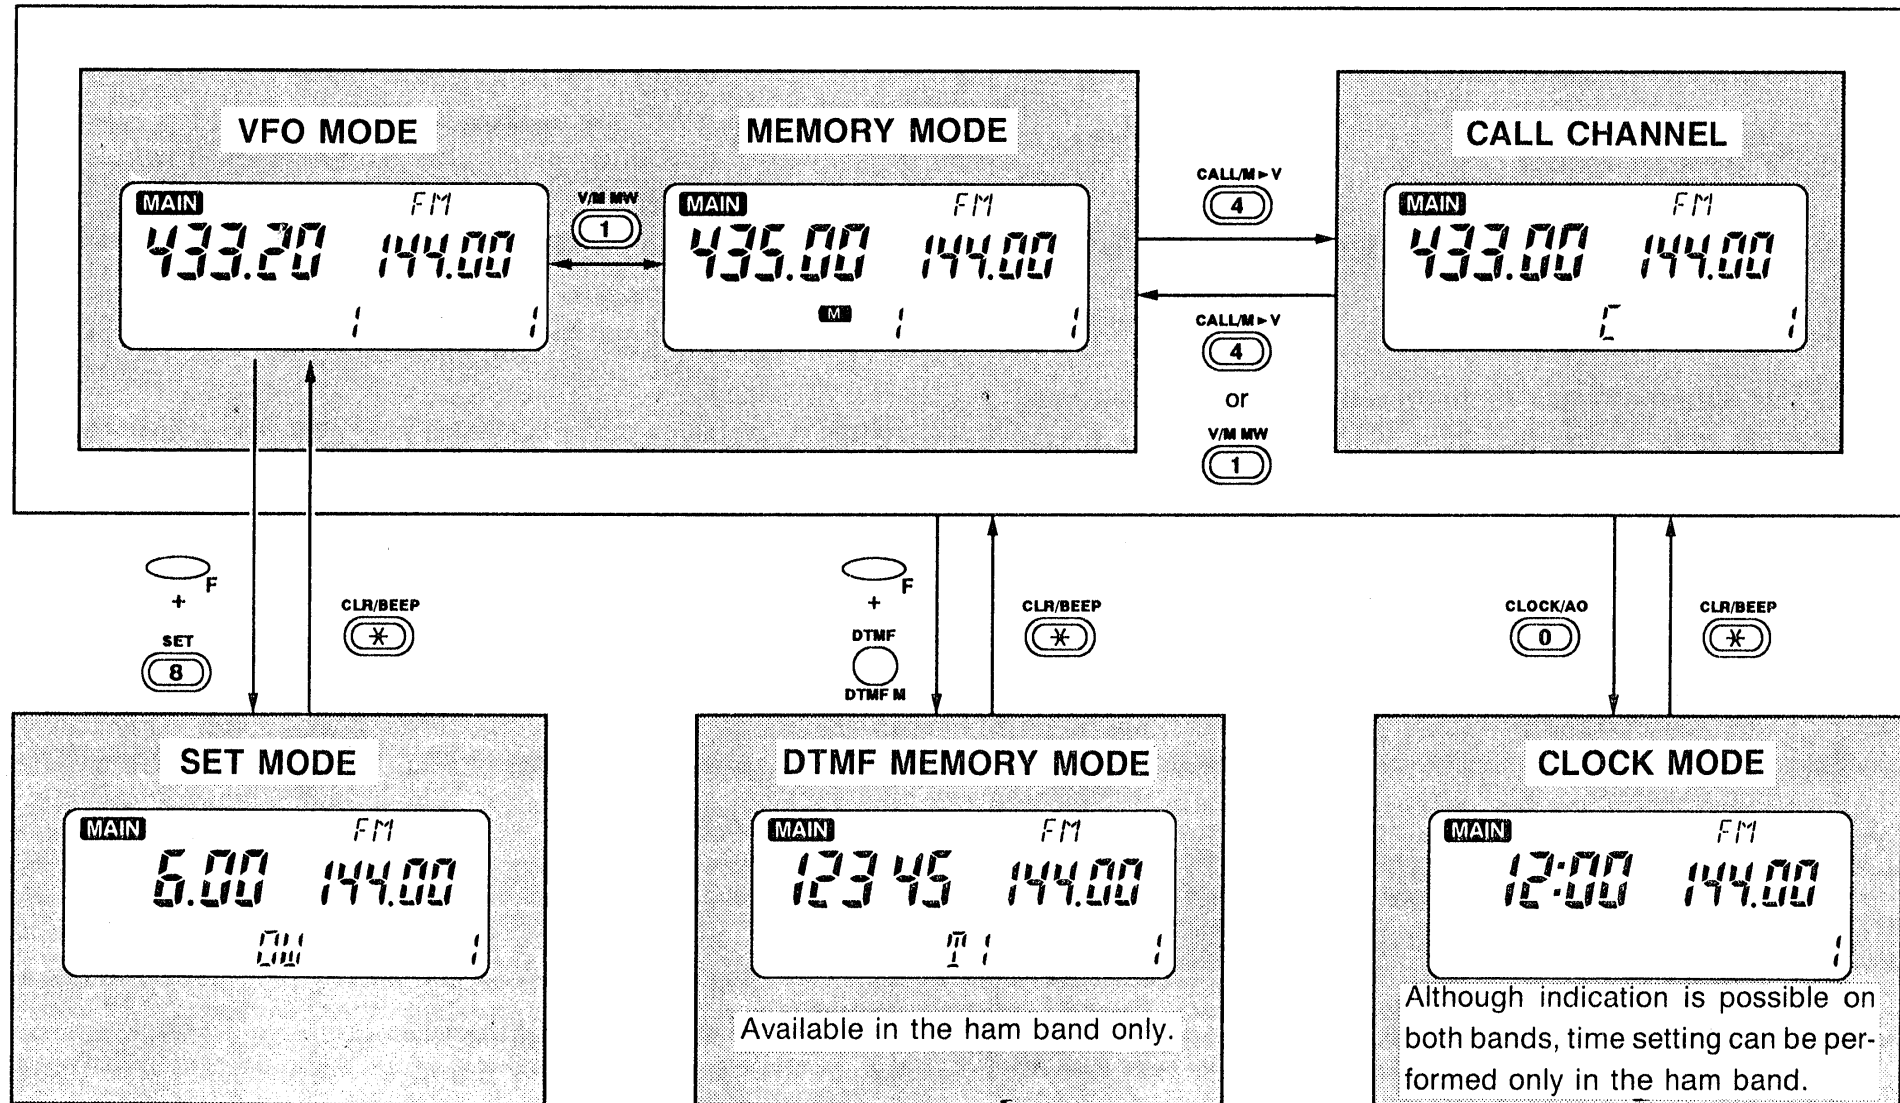 VFO MODE
MAIN FM
433.20 144.00
1 1
V/M MW
1
MEMORY MODE
MAIN FM
435.00 144.00
M 1 1
CALL/M►V
4
CALL/M►V
4
or
V/M MW
1
CALL CHANNEL
MAIN FM
433.00 144.00
C 1
F
+
SET
8
CLR/BEEP
*
F
+
DTMF
DTMF M
CLR/BEEP
*
CLOCK/AO
0
CLR/BEEP
*
SET MODE
MAIN FM
6.00 144.00
OW 1
DTMF MEMORY MODE
MAIN FM
12345 144.00
T1 1
Available in the ham band only.
CLOCK MODE
MAIN FM
12:00 144.00
1
Although indication is possible on
both bands, time setting can be per-
formed only in the ham band.